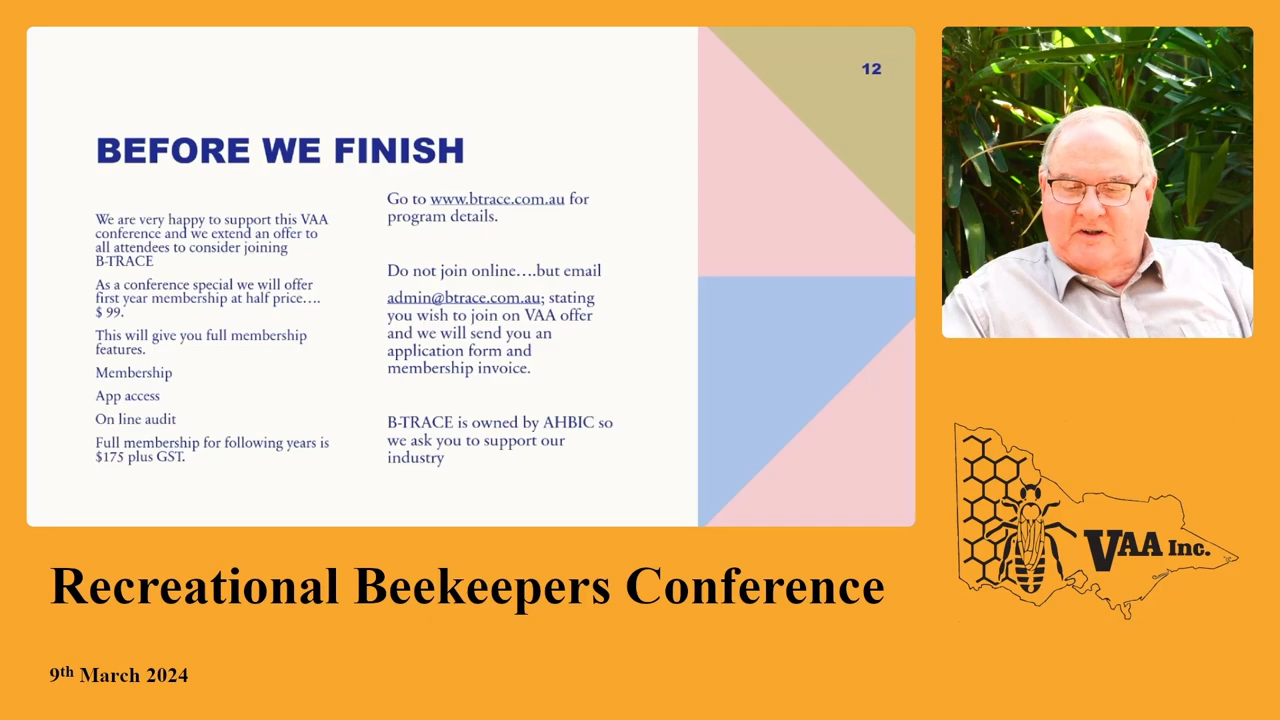 12
BEFORE WE FINISH
We are very happy to support this VAA
conference and we extend an offer to
all attendees to consider joining
B-TRACE
As a conference special we will offer
first year membership at half price….
$ 99.
This will give you full membership
features.
Membership
App access
On line audit
Full membership for following years is
$175 plus GST.
Go to www.btrace.com.au for
program details.
Do not join online….but email
admin@btrace.com.au; stating
you wish to join on VAA offer
and we will send you an
application form and
membership invoice.
B-TRACE is owned by AHBIC so
we ask you to support our
industry
VAA Inc.
Recreational Beekeepers Conference
9th March 2024